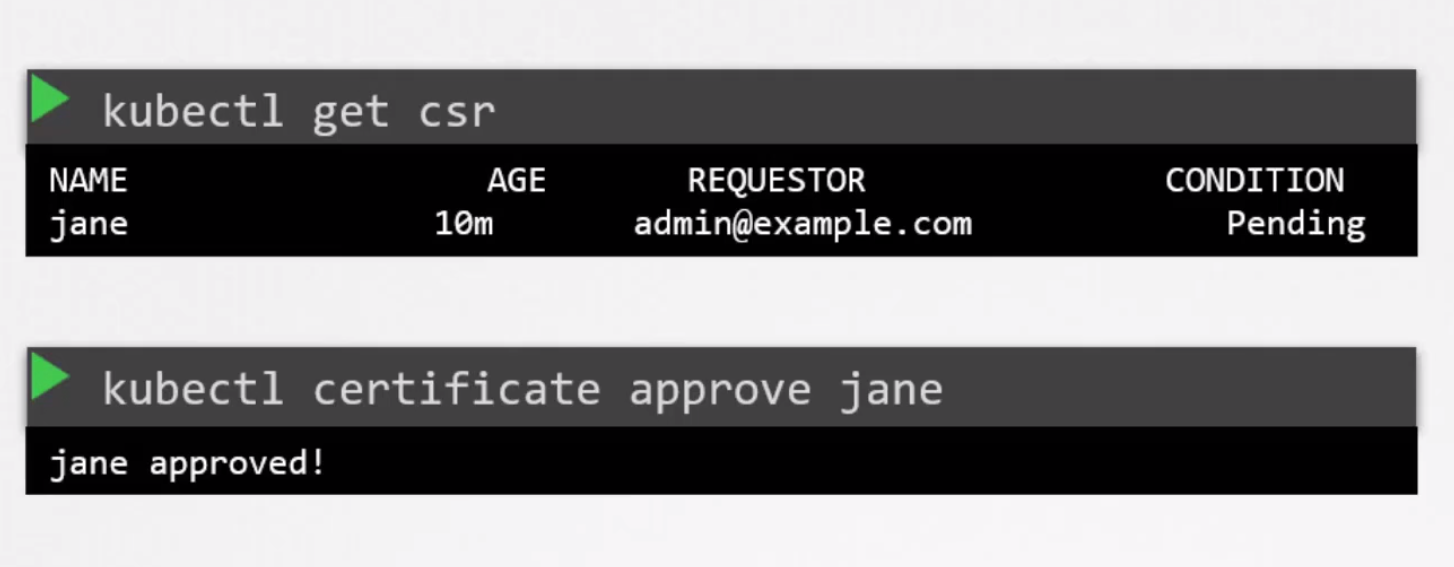 kubectl get csr
NAME AGE REQUESTOR CONDITION
jane 10m admin@example.com Pending
kubectl certificate approve jane
jane approved!